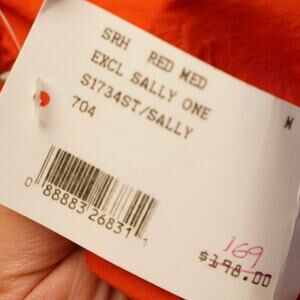 SRH RED MED
EXCL SALLY ONE
S1734ST/SALLY M
704
0 88883 26831 1
169
$198.00